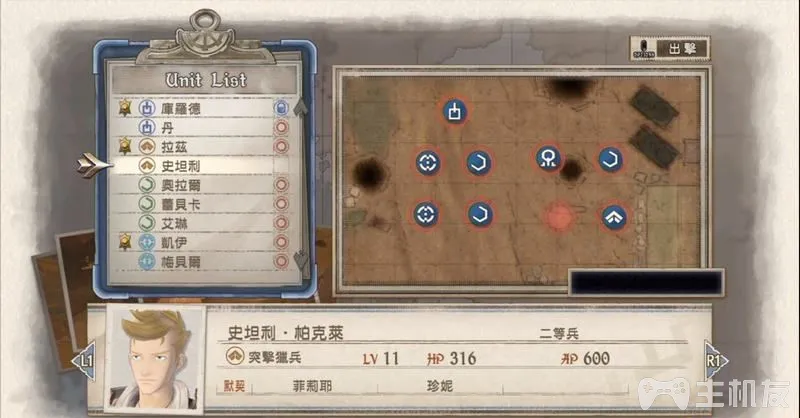 出擊
Unit List
庫羅德
丹
拉茲
史坦利
奧拉爾
蕾貝卡
艾琳
凱伊
梅貝爾
史坦利・帕克萊 二等兵
L1 突擊獵兵 LV 11 HP 316 AP 600 R1
默契 菲莉耶 珍妮
主机友